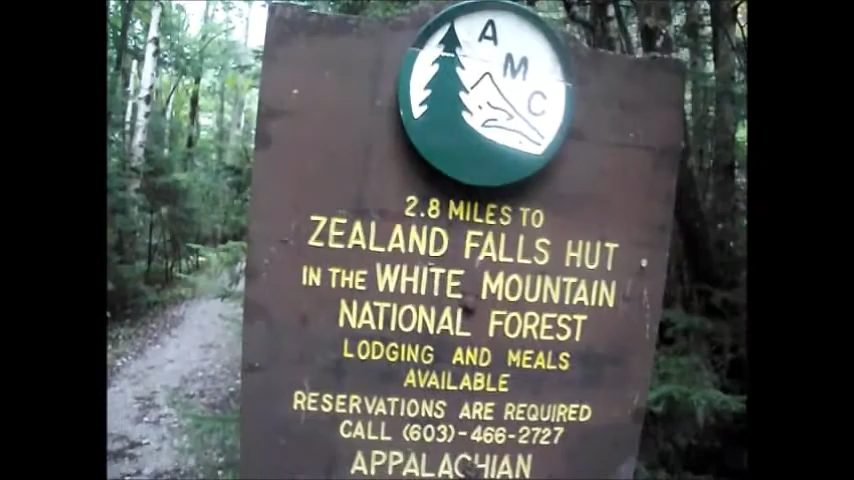 AMC
2.8 MILES TO
ZEALAND FALLS HUT
IN THE WHITE MOUNTAIN
NATIONAL FOREST
LODGING AND MEALS
AVAILABLE
RESERVATIONS ARE REQUIRED
CALL (603)-466-2727
APPALACHIAN